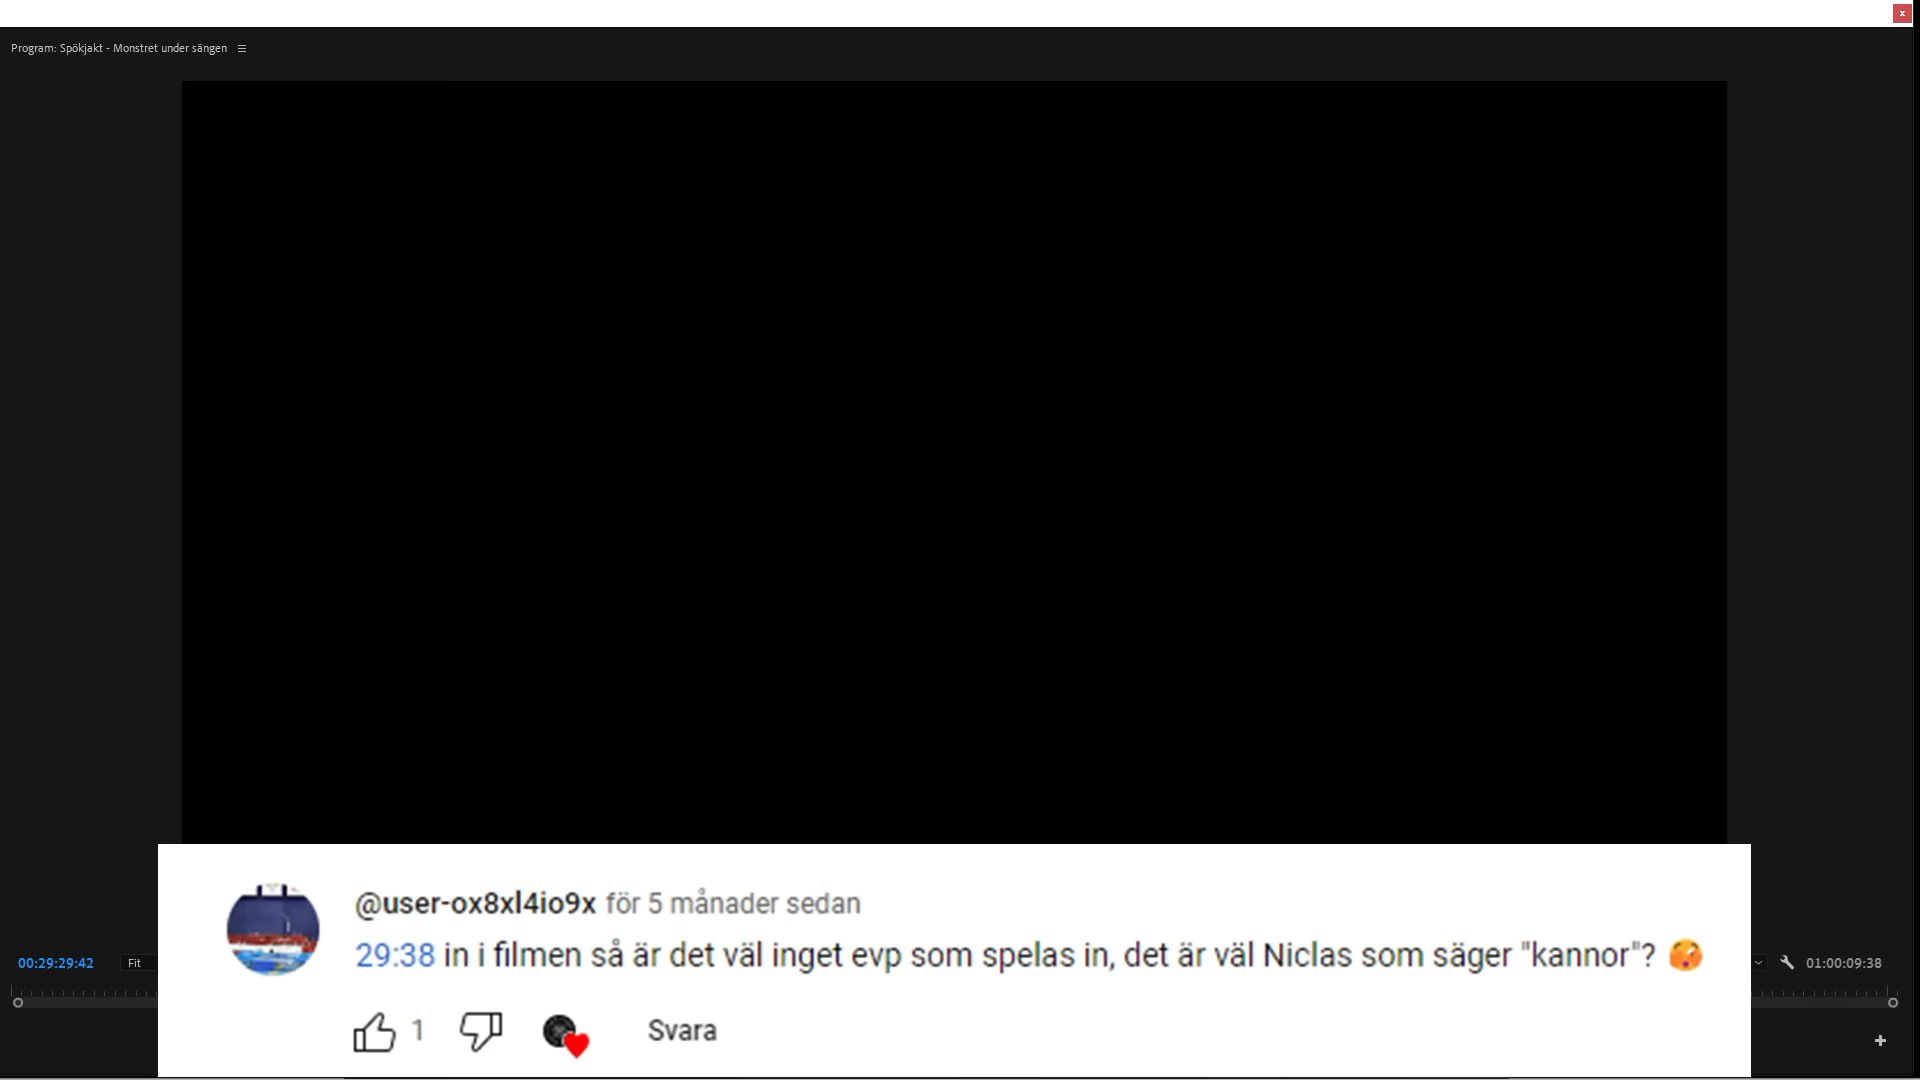 Program: Spökjakt - Monstret under sängen
@user-ox8xl4io9x för 5 månader sedan
29:38 in i filmen så är det väl inget evp som spelas in, det är väl Niclas som säger "kannor"? 🫣
1 Svara
00:29:29:42 Fit 01:00:09:38